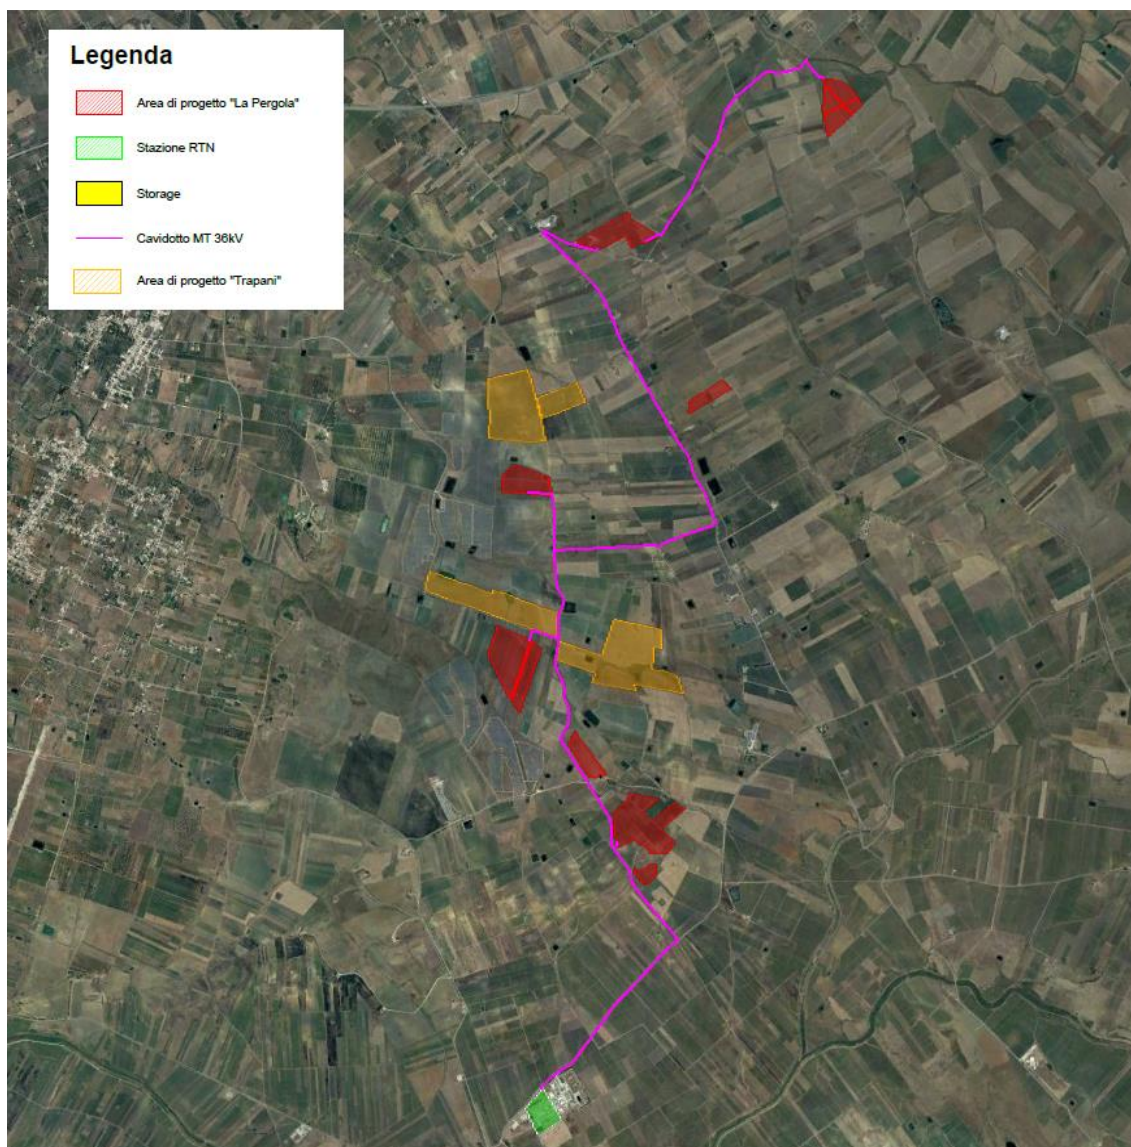 Legenda
Area di progetto "La Pergola"
Stazione RTN
Storage
Cavidotto MT 36kV
Area di progetto "Trapani"